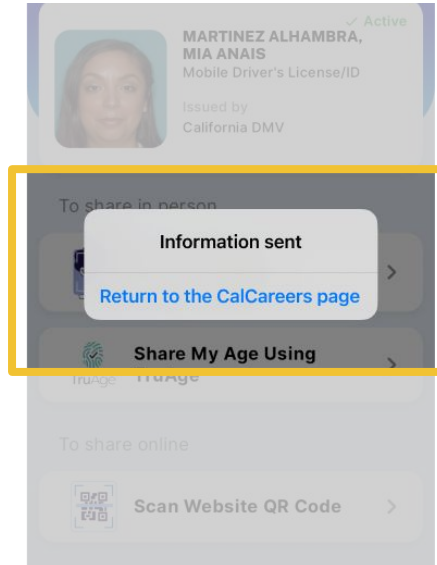 ✓ Active
MARTINEZ ALHAMBRA,
MIA ANAIS
Mobile Driver's License/ID
Issued by
California DMV
To share in person
Information sent
Return to the CalCareers page
Share My Age Using
TruAge
TruAge
To share online
Scan Website QR Code